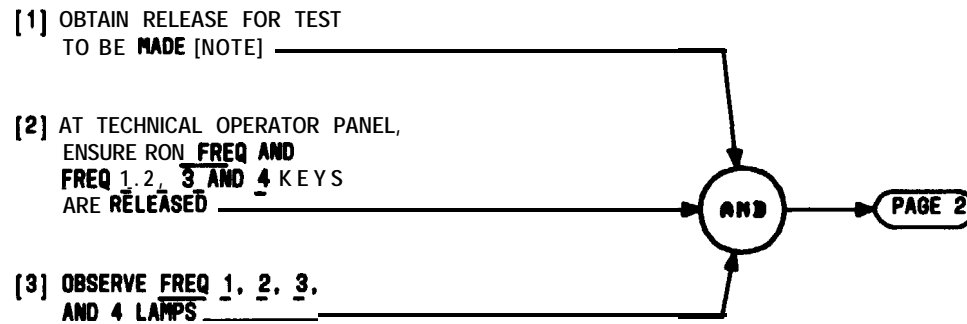 [1] OBTAIN RELEASE FOR TEST
TO BE MADE [NOTE]
[2] AT TECHNICAL OPERATOR PANEL,
ENSURE RON FREQ AND
FREQ 1.2, 3 AND 4 KEYS
ARE RELEASED
AND
PAGE 2
[3] OBSERVE FREQ 1, 2, 3,
AND 4 LAMPS